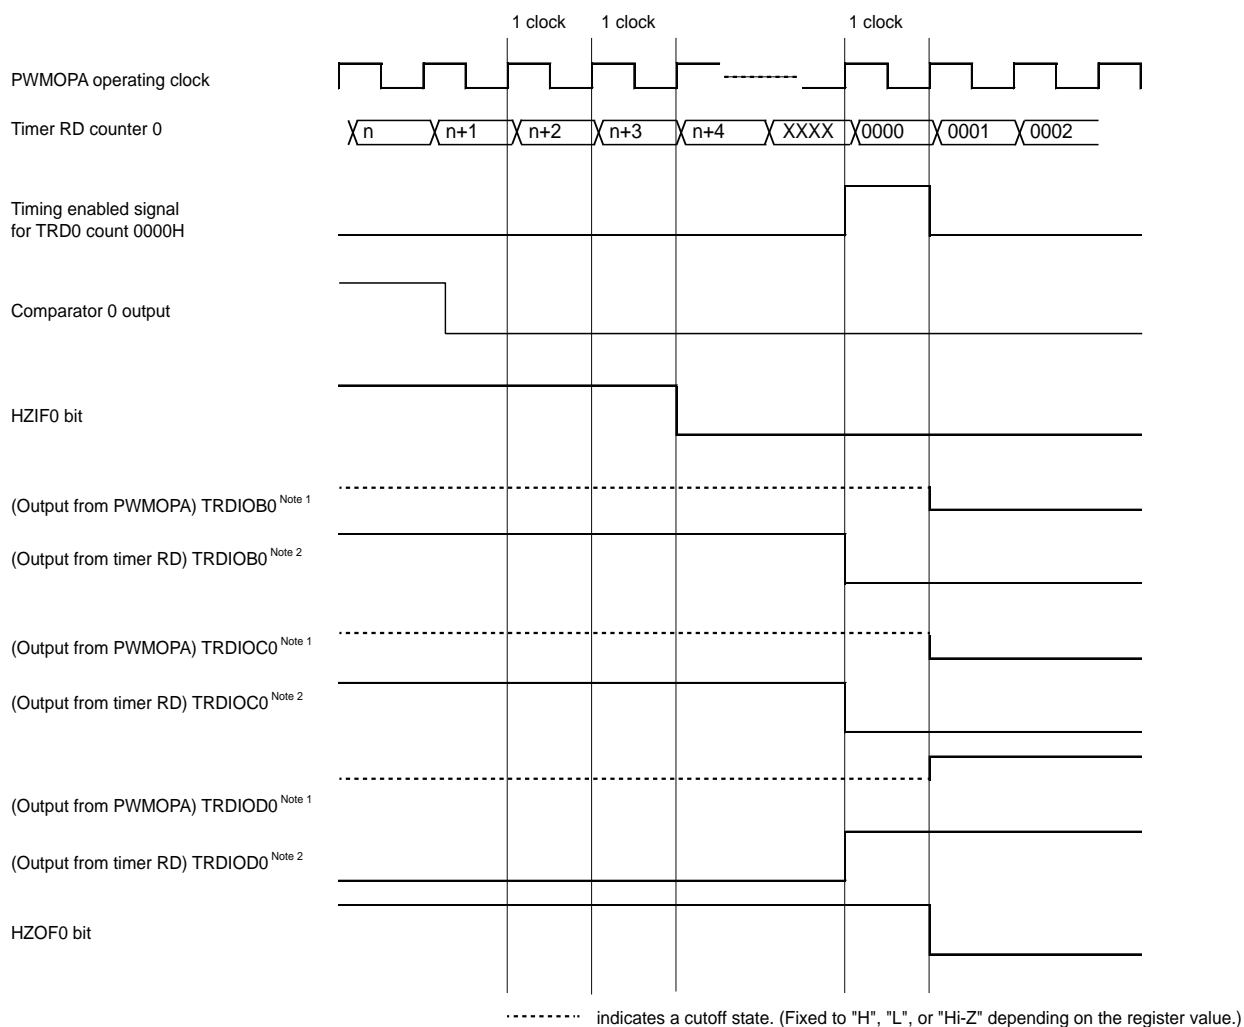 1 clock 1 clock 1 clock
PWMOPA operating clock
Timer RD counter 0 n n+1 n+2 n+3 n+4 XXXX 0000 0001 0002
Timing enabled signal
for TRD0 count 0000H
Comparator 0 output
HZIF0 bit
(Output from PWMOPA) TRDIOB0 Note 1
(Output from timer RD) TRDIOB0 Note 2
(Output from PWMOPA) TRDIOC0 Note 1
(Output from timer RD) TRDIOC0 Note 2
(Output from PWMOPA) TRDIOD0 Note 1
(Output from timer RD) TRDIOD0 Note 2
HZOF0 bit
indicates a cutoff state. (Fixed to "H", "L", or "Hi-Z" depending on the register value.)